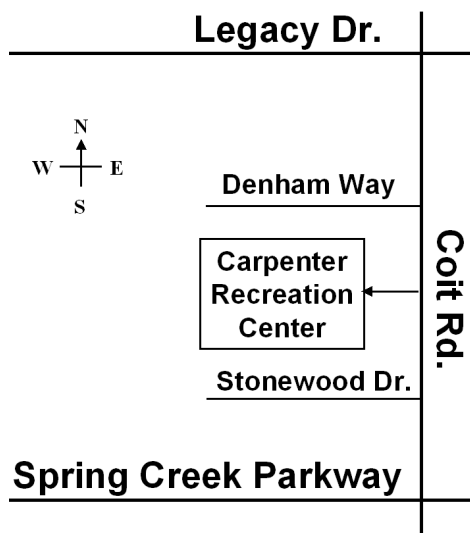 Legacy Dr.
N
W E
S
Denham Way
Carpenter
Recreation
Center
Coit Rd.
Stonewood Dr.
Spring Creek Parkway